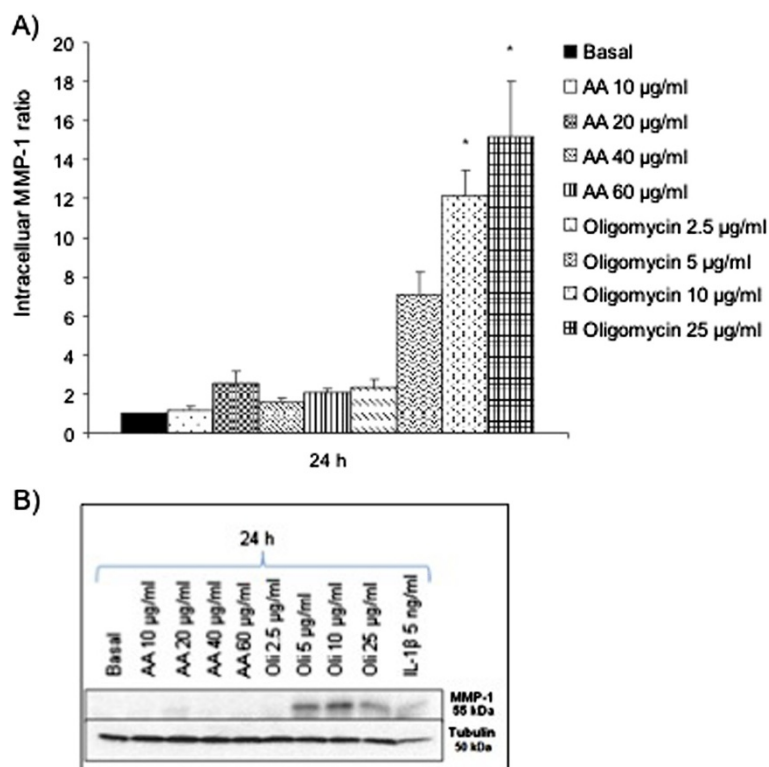 A)
Intracelluar MMP-1 ratio
20
18
16
14
12
10
8
6
4
2
0
*
*
24 h
Basal
AA 10 µg/ml
AA 20 µg/ml
AA 40 µg/ml
AA 60 µg/ml
Oligomycin 2.5 µg/ml
Oligomycin 5 µg/ml
Oligomycin 10 µg/ml
Oligomycin 25 µg/ml
B)
24 h
Basal
AA 10 µg/ml
AA 20 µg/ml
AA 40 µg/ml
AA 60 µg/ml
Oli 2.5 µg/ml
Oli 5 µg/ml
Oli 10 µg/ml
Oli 25 µg/ml
IL-1β 5 ng/ml
MMP-1
55 kDa
Tubulin
50 kDa